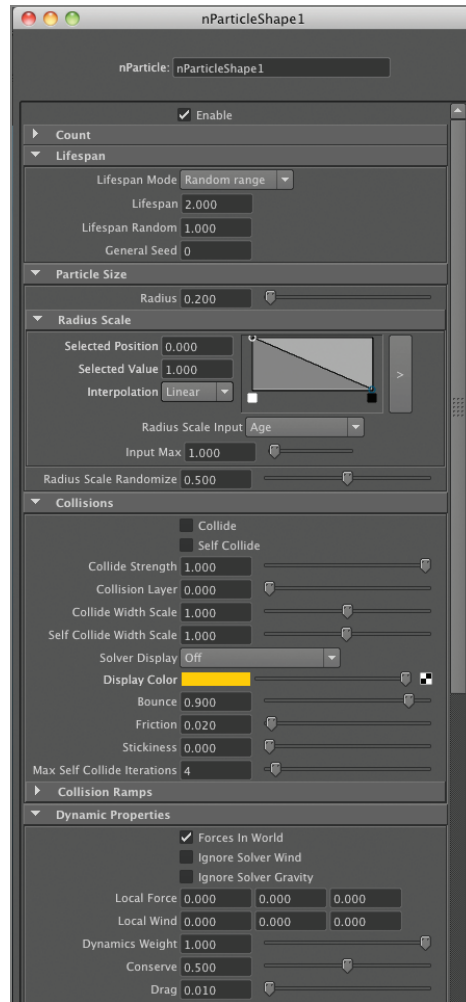 nParticleShape1
nParticle: nParticleShape1
Enable
Count
Lifespan
Lifespan Mode Random range
Lifespan 2.000
Lifespan Random 1.000
General Seed 0
Particle Size
Radius 0.200
Radius Scale
Selected Position 0.000
Selected Value 1.000
Interpolation Linear
>
Radius Scale Input Age
Input Max 1.000
Radius Scale Randomize 0.500
Collisions
Collide
Self Collide
Collide Strength 1.000
Collision Layer 0.000
Collide Width Scale 1.000
Self Collide Width Scale 1.000
Solver Display Off
Display Color
Bounce 0.900
Friction 0.020
Stickiness 0.000
Max Self Collide Iterations 4
Collision Ramps
Dynamic Properties
Forces In World
Ignore Solver Wind
Ignore Solver Gravity
Local Force 0.000 0.000 0.000
Local Wind 0.000 0.000 0.000
Dynamics Weight 1.000
Conserve 0.500
Drag 0.010